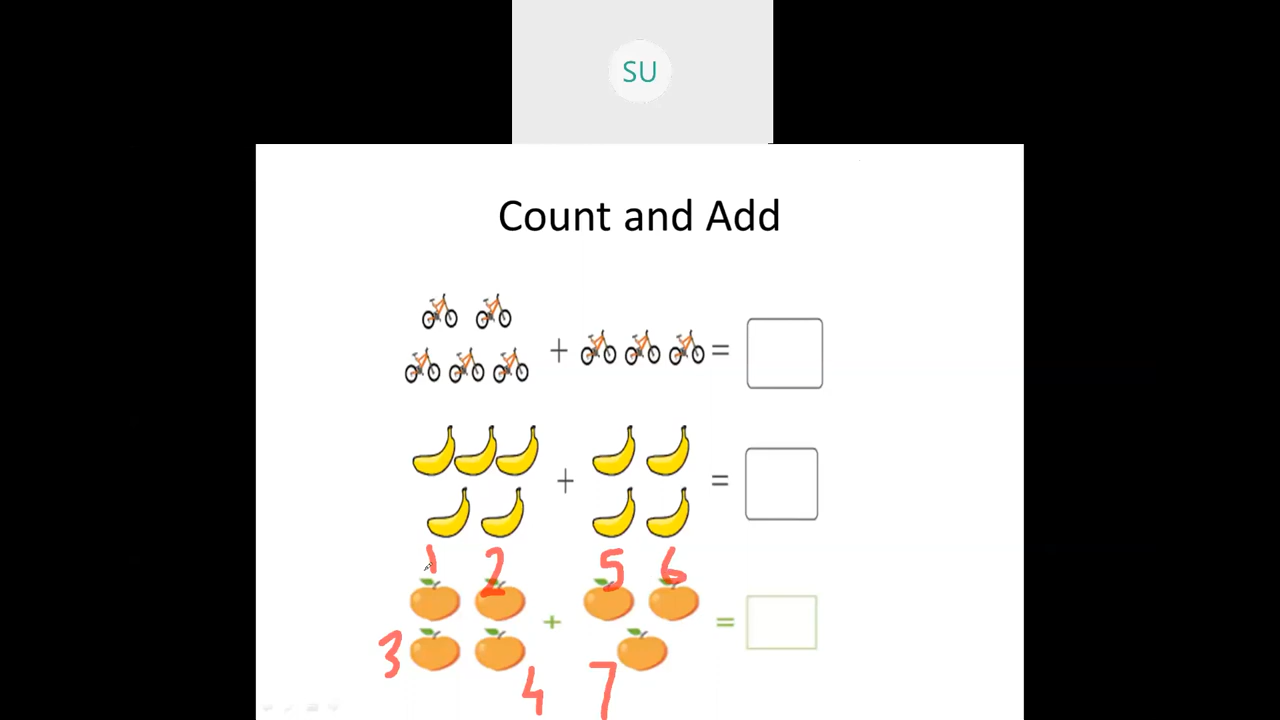 SU
Count and Add
+ =
+ =
1 2 5 6
+ =
3 4 7